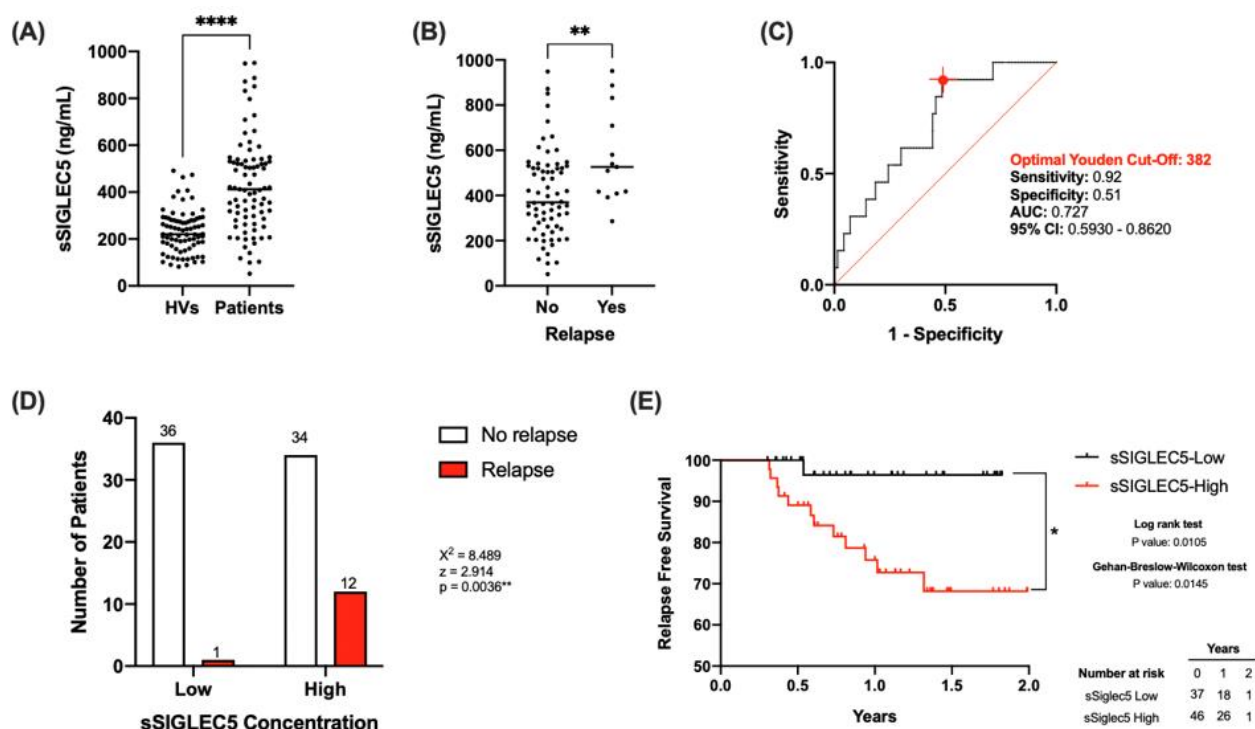 (A)
****
1000
800
600
400
200
0
sSIGLEC5 (ng/mL)
HVs Patients
(B)
**
1000
800
600
400
200
0
sSIGLEC5 (ng/mL)
No Yes
Relapse
(C)
1.0
0.5
0.0
Sensitivity
0.0 0.5 1.0
1 - Specificity
Optimal Youden Cut-Off: 382
Sensitivity: 0.92
Specificity: 0.51
AUC: 0.727
95% CI: 0.5930 - 0.8620
(D)
40
30
20
10
0
Number of Patients
36 1 34 12
Low High
sSIGLEC5 Concentration
No relapse
Relapse
X² = 8.489
z = 2.914
p = 0.0036**
(E)
100
90
80
70
60
50
Relapse Free Survival
0.0 0.5 1.0 1.5 2.0
Years
*
sSIGLEC5-Low
sSIGLEC5-High
Log rank test
P value: 0.0105
Gehan-Breslow-Wilcoxon test
P value: 0.0145
Years
Number at risk 0 1 2
sSiglec5 Low 37 18 1
sSiglec5 High 46 26 1